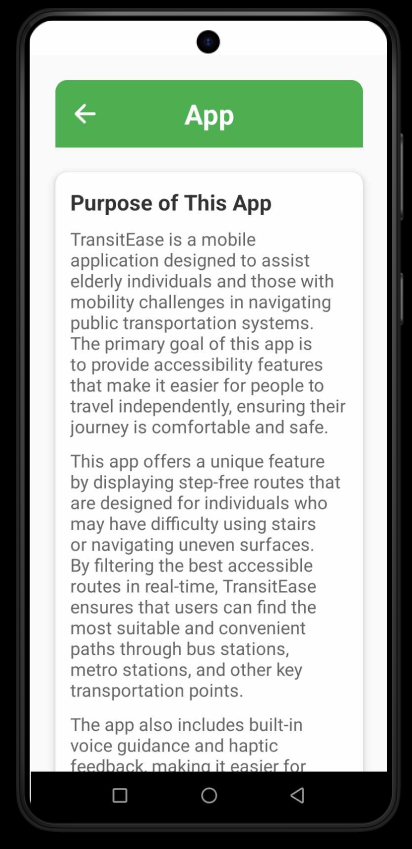 App
Purpose of This App
TransitEase is a mobile
application designed to assist
elderly individuals and those with
mobility challenges in navigating
public transportation systems.
The primary goal of this app is
to provide accessibility features
that make it easier for people to
travel independently, ensuring their
journey is comfortable and safe.
This app offers a unique feature
by displaying step-free routes that
are designed for individuals who
may have difficulty using stairs
or navigating uneven surfaces.
By filtering the best accessible
routes in real-time, TransitEase
ensures that users can find the
most suitable and convenient
paths through bus stations,
metro stations, and other key
transportation points.
The app also includes built-in
voice guidance and haptic
feedback, making it easier for